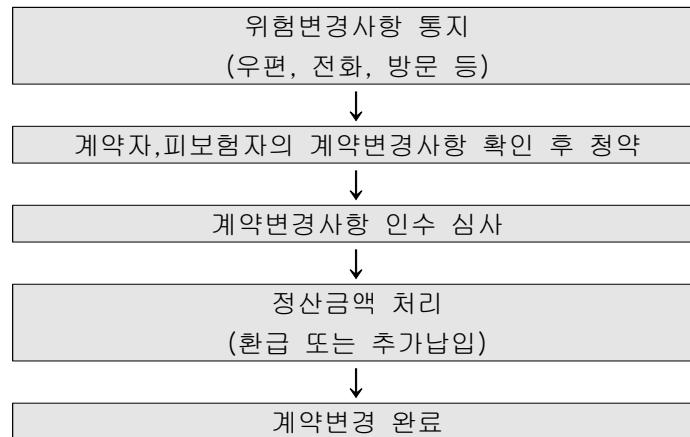 위험변경사항 통지
(우편, 전화, 방문 등)
↓
계약자,피보험자의 계약변경사항 확인 후 청약
↓
계약변경사항 인수 심사
↓
정산금액 처리
(환급 또는 추가납입)
↓
계약변경 완료